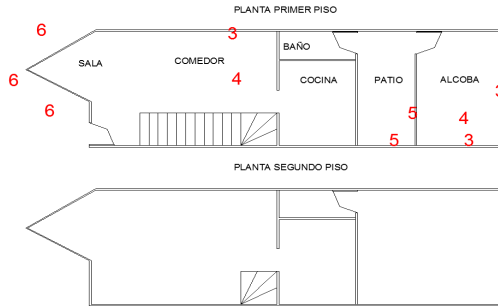 PLANTA PRIMER PISO
6
3
BAÑO
SALA
COMEDOR
6
4
COCINA
PATIO
ALCOBA
3
6
5
4
5
3
PLANTA SEGUNDO PISO